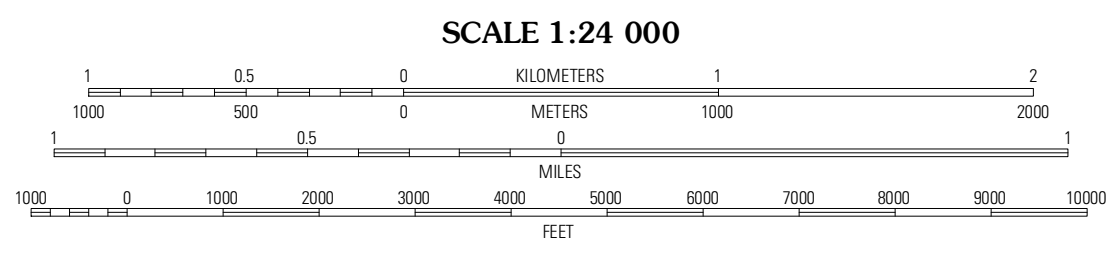 SCALE 1:24 000
1 0.5 0 KILOMETERS 1 2
1000 500 0 METERS 1000 2000
1 0.5 0 1
MILES
1000 0 1000 2000 3000 4000 5000 6000 7000 8000 9000 10000
FEET